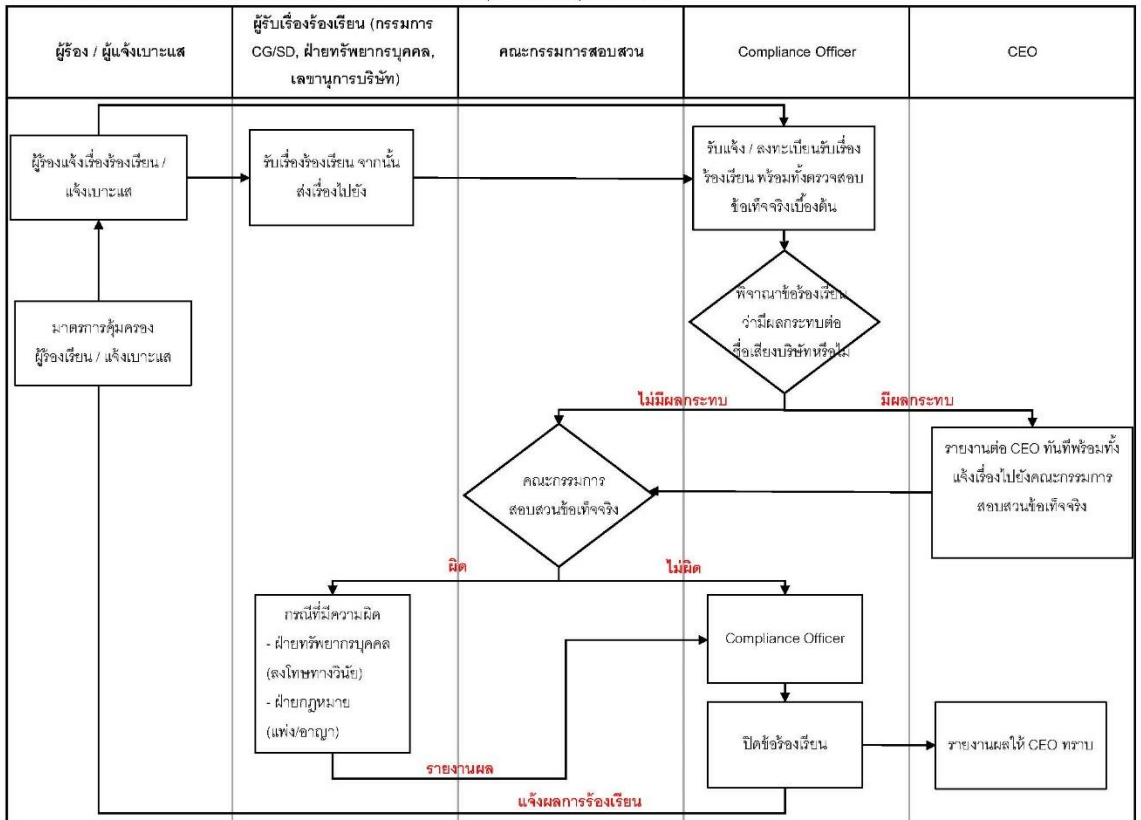 ผู้ร้อง / ผู้แจ้งเบาะแส
ผู้รับเรื่องร้องเรียน (กรรมการ
CG/SD, ฝ่ายทรัพยากรบุคคล,
เลขานุการบริษัท)
คณะกรรมการสอบสวน
Compliance Officer
CEO
ผู้ร้องแจ้งเรื่องร้องเรียน /
แจ้งเบาะแส
รับเรื่องร้องเรียน จากนั้น
ส่งเรื่องไปยัง
รับแจ้ง / ลงทะเบียนรับเรื่อง
ร้องเรียน พร้อมทั้งตรวจสอบ
ข้อเท็จจริงเบื้องต้น
มาตรการคุ้มครอง
ผู้ร้องเรียน / แจ้งเบาะแส
พิจาณาข้อร้องเรียน
ว่ามีผลกระทบต่อ
ชื่อเสียงบริษัทหรือไม่
ไม่มีผลกระทบ
มีผลกระทบ
คณะกรรมการ
สอบสวนข้อเท็จจริง
รายงานต่อ CEO ทันทีพร้อมทั้ง
แจ้งเรื่องไปยังคณะกรรมการ
สอบสวนข้อเท็จจริง
ผิด
ไม่ผิด
กรณีที่มีความผิด
- ฝ่ายทรัพยากรบุคคล
(ลงโทษทางวินัย)
- ฝ่ายกฎหมาย
(แพ่ง/อาญา)
Compliance Officer
ปิดข้อร้องเรียน
รายงานผลให้ CEO ทราบ
รายงานผล
แจ้งผลการร้องเรียน